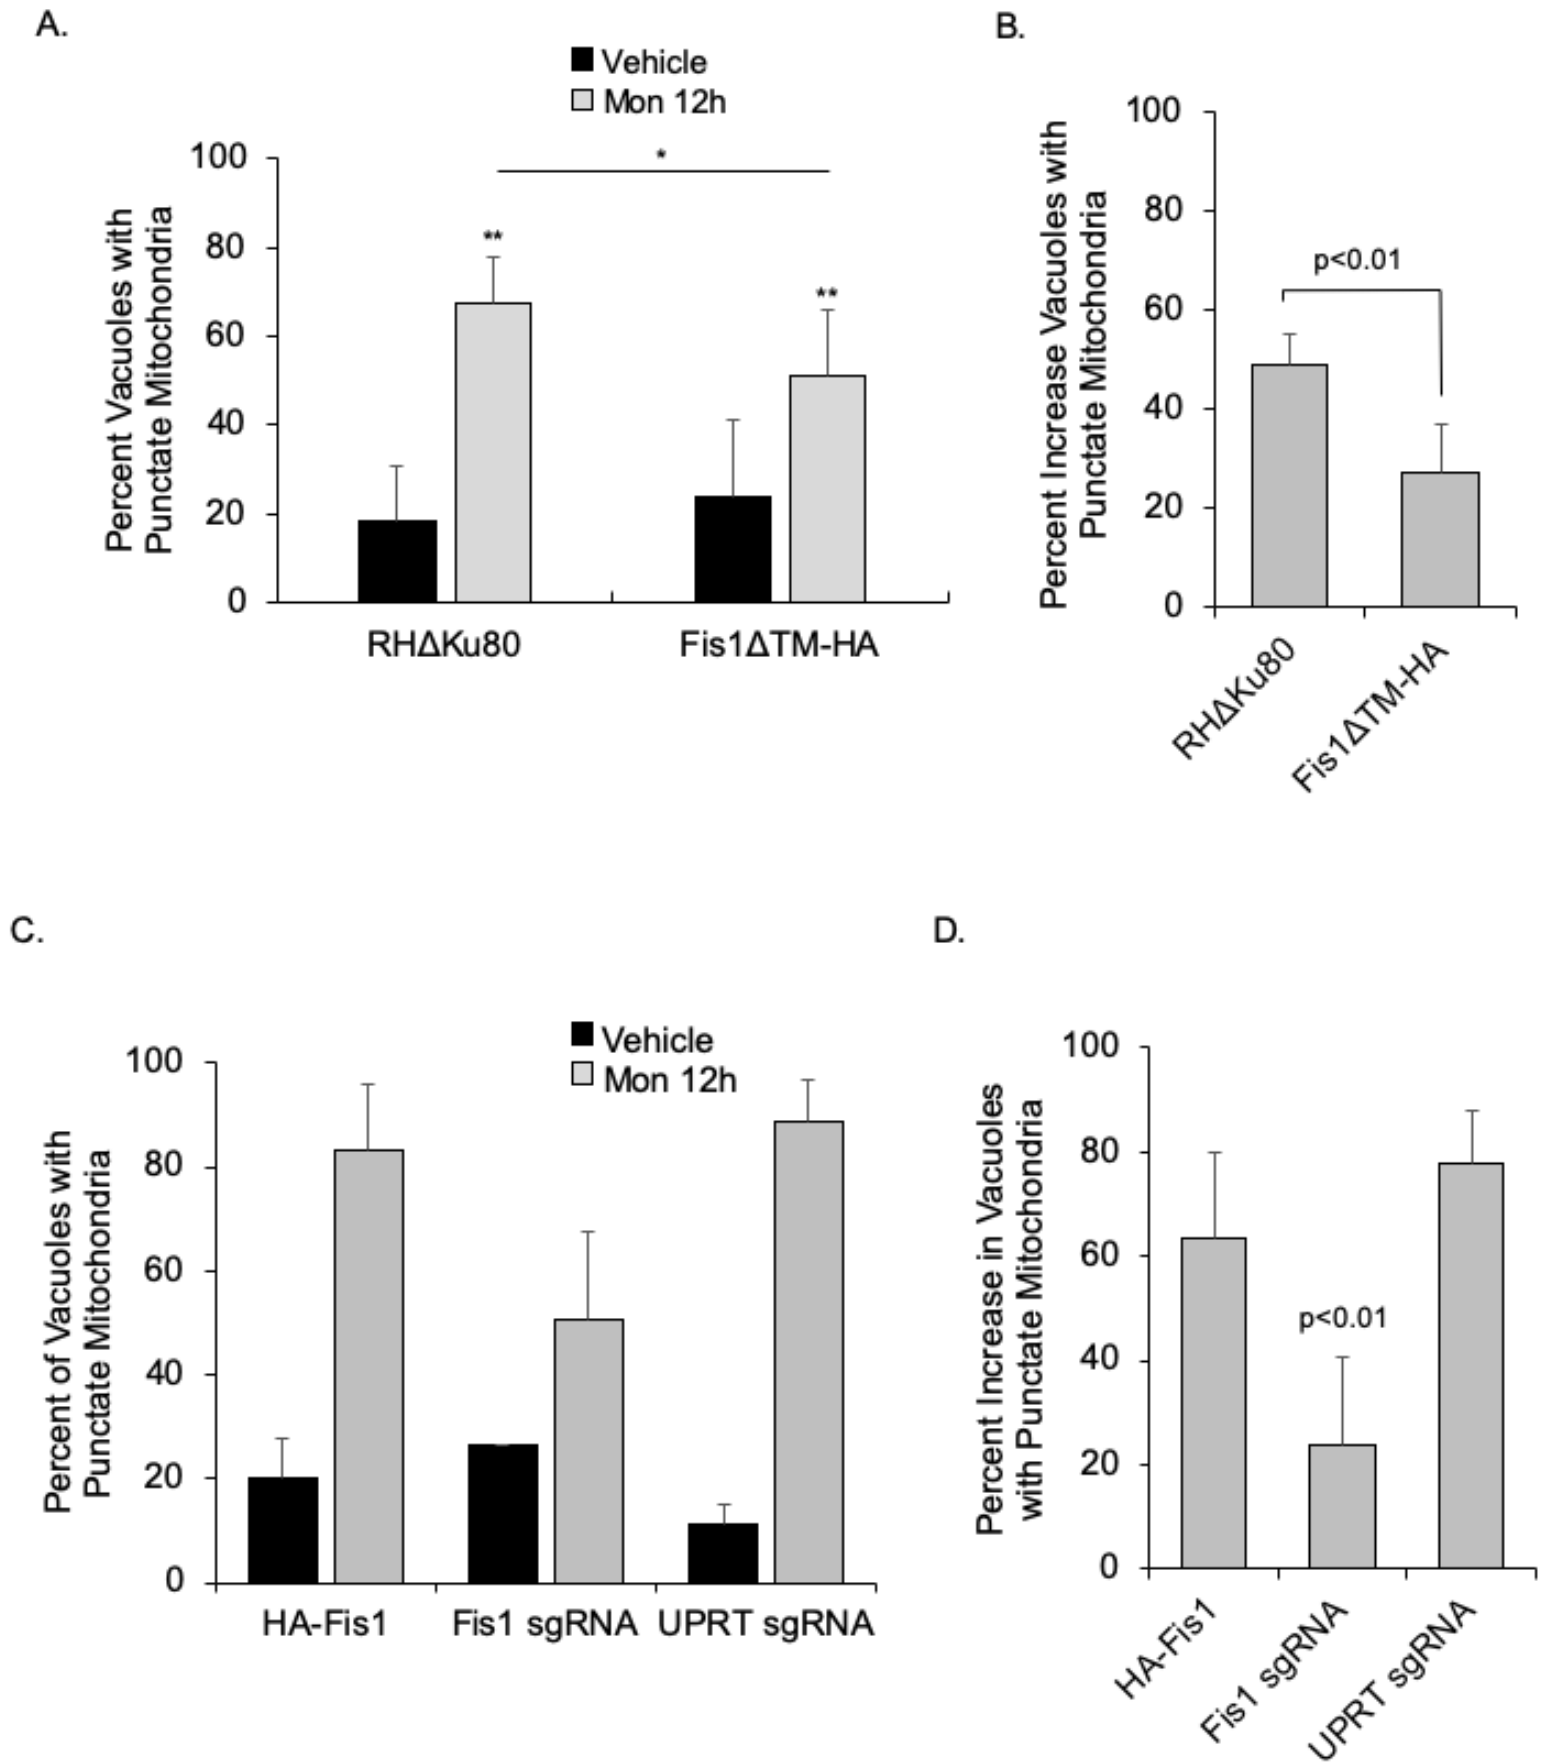 A.
Vehicle
Mon 12h
Percent Vacuoles with
Punctate Mitochondria
100
80
60
40
20
0
*
**
**
RHΔKu80
Fis1ΔTM-HA
B.
Percent Increase Vacuoles with
Punctate Mitochondria
100
80
60
40
20
0
p<0.01
RHΔKu80
Fis1ΔTM-HA
C.
Vehicle
Mon 12h
Percent of Vacuoles with
Punctate Mitochondria
100
80
60
40
20
0
HA-Fis1
Fis1 sgRNA
UPRT sgRNA
D.
Percent Increase in Vacuoles
with Punctate Mitochondria
100
80
60
40
20
0
p<0.01
HA-Fis1
Fis1 sgRNA
UPRT sgRNA